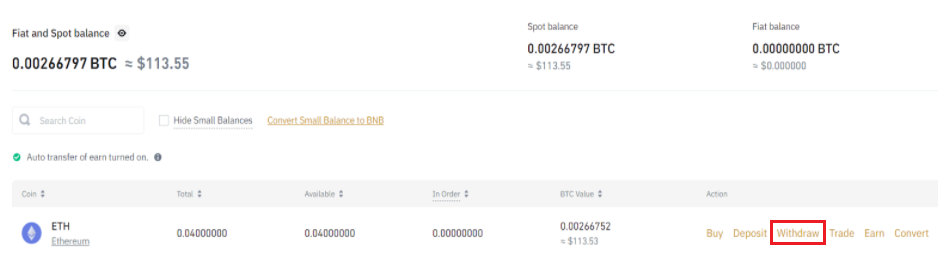 Fiat and Spot balance
0.00266797 BTC ≈ $113.55
Spot balance
0.00266797 BTC
≈ $113.55
Fiat balance
0.00000000 BTC
≈ $0.000000
Search Coin
Hide Small Balances
Convert Small Balance to BNB
Auto transfer of earn turned on.
Coin Total Available In Order BTC Value Action
ETH
Ethereum
0.04000000 0.04000000 0.00000000
0.00266752
≈ $113.53
Buy Deposit Withdraw Trade Earn Convert